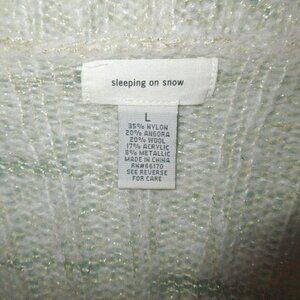 sleeping on snow
L
35% NYLON
20% ANGORA
20% WOOL
17% ACRYLIC
8% METALLIC
MADE IN CHINA
RN#66170
SEE REVERSE
FOR CARE